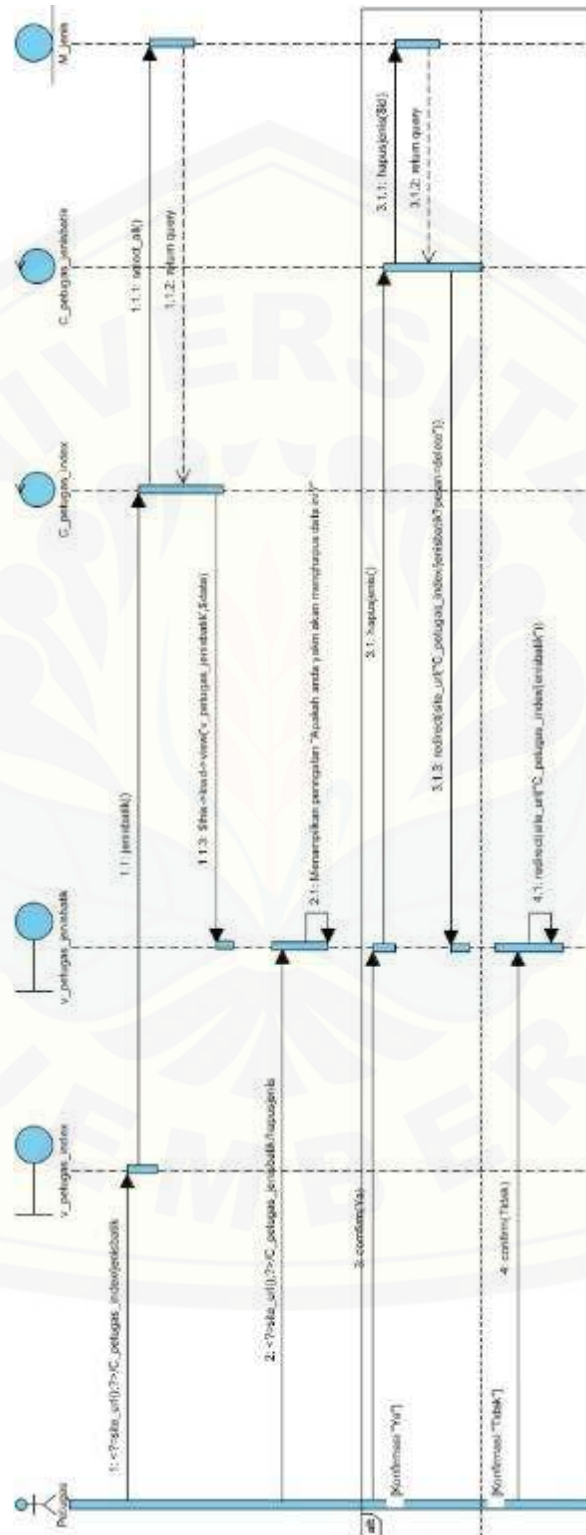 Petugas
v_petugas_index
v_petugas_jenisbatik
C_petugas_index
C_petugas_jenisbatik
M_jenis
1: <?=site_url();?>/C_petugas_index/jenisbatik
1.1: jenisbatik()
1.1.1: select_all()
1.1.2: return query
1.1.3: $this->load->view('v_petugas_jenisbatik',$data)
2: <?=site_url();?>/C_petugas_jenisbatik/hapusjenis
2.1: Menampilkan peringatan "Apakah anda yakin akan menghapus data ini?"
alt
[Konfirmasi "Ya"]
3: confirm(Ya)
3.1: hapusjenis()
3.1.1: hapusjenis($id)
3.1.2: return query
3.1.3: redirect(site_url("C_petugas_index/jenisbatik?pesan=delete"))
[Konfirmasi "Tidak"]
4: confirm(Tidak)
4.1: redirect(site_url("C_petugas_index/jenisbatik"))
UNIVERSITA
JEMBER